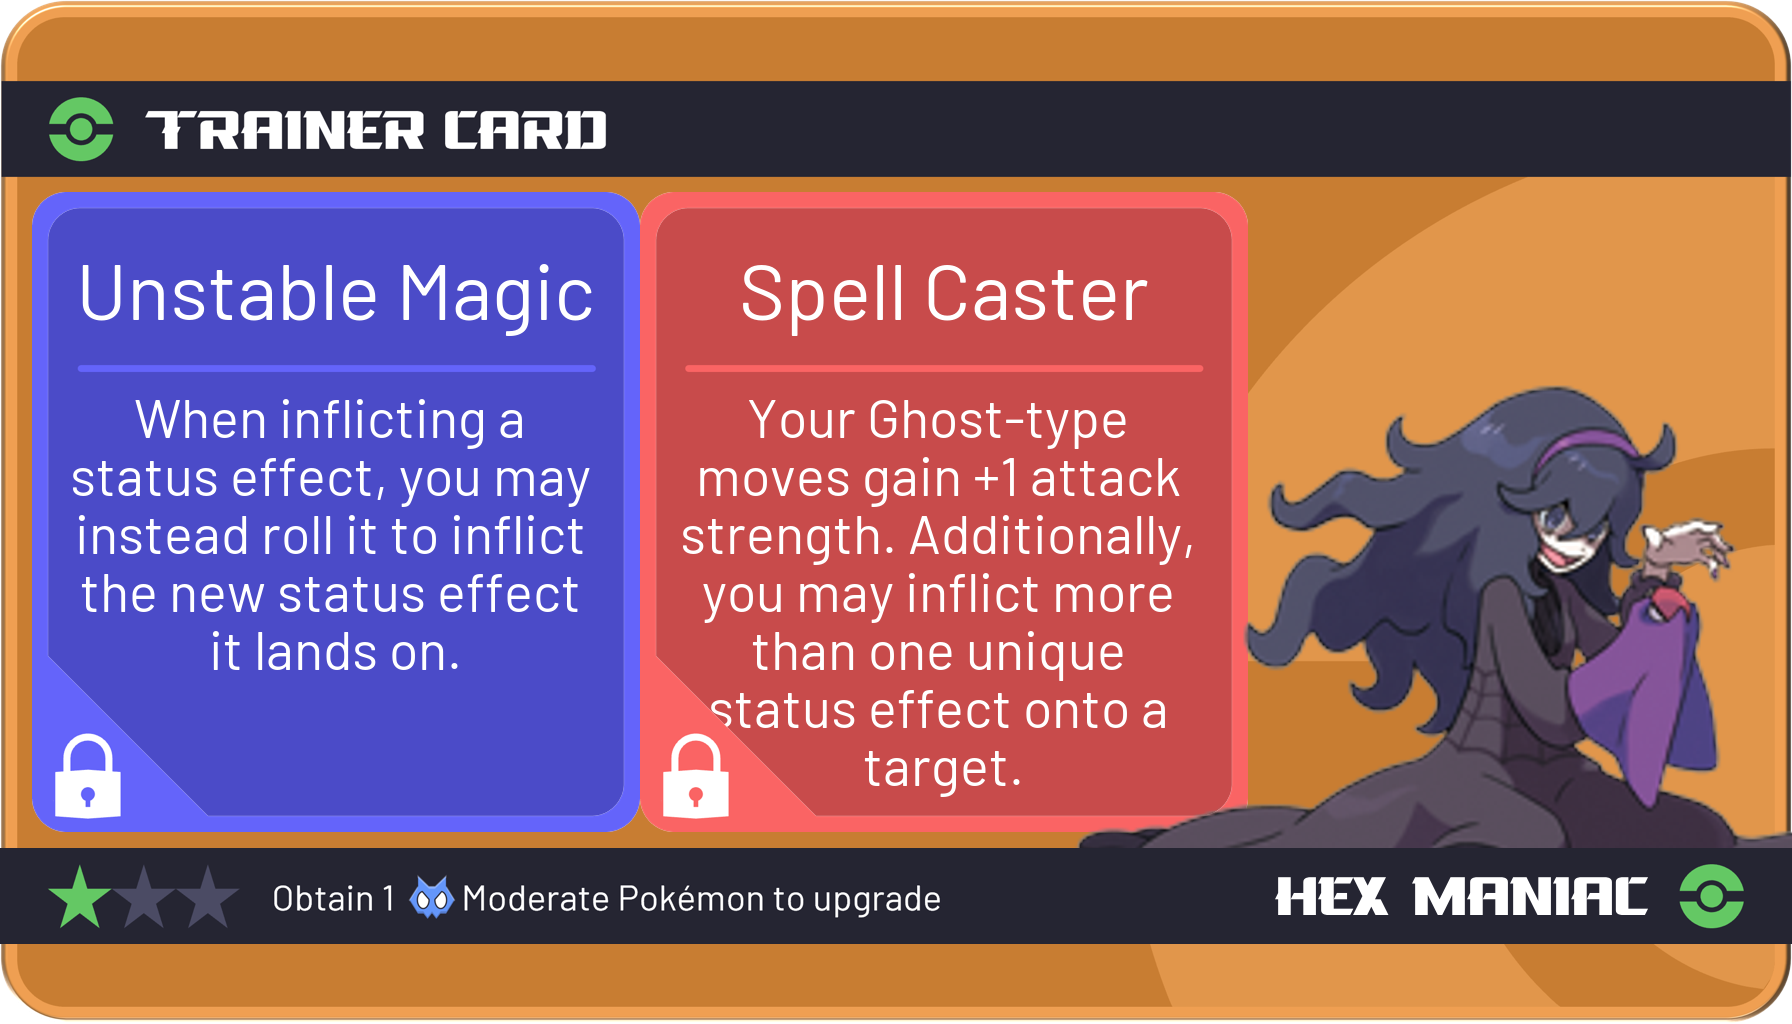 TRAINER CARD
Unstable Magic
When inflicting a
status effect, you may
instead roll it to inflict
the new status effect
it lands on.
Spell Caster
Your Ghost-type
moves gain +1 attack
strength. Additionally,
you may inflict more
than one unique
status effect onto a
target.
Obtain 1 Moderate Pokémon to upgrade
HEX MANIAC